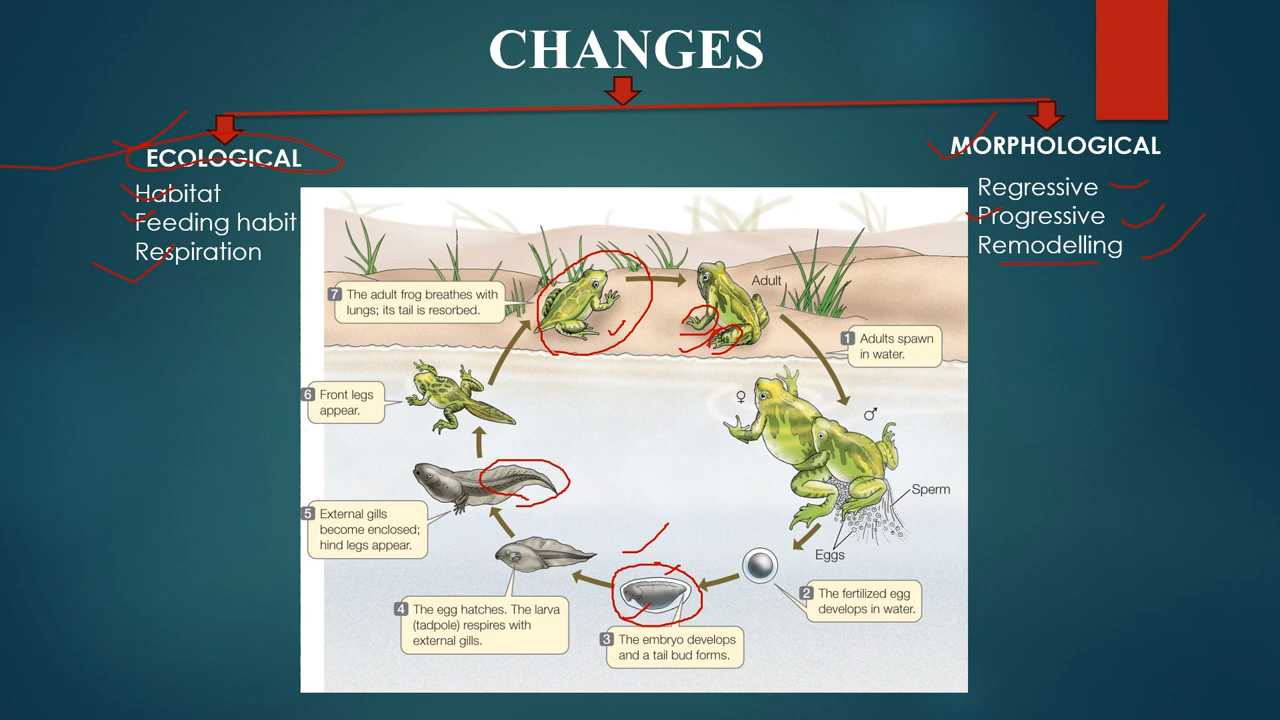 CHANGES
ECOLOGICAL
Habitat
Feeding habit
Respiration
MORPHOLOGICAL
Regressive
Progressive
Remodelling
Adult
1 Adults spawn
in water.
♀
♂
Sperm
Eggs
2 The fertilized egg
develops in water.
3 The embryo develops
and a tail bud forms.
4 The egg hatches. The larva
(tadpole) respires with
external gills.
5 External gills
become enclosed;
hind legs appear.
6 Front legs
appear.
7 The adult frog breathes with
lungs; its tail is resorbed.